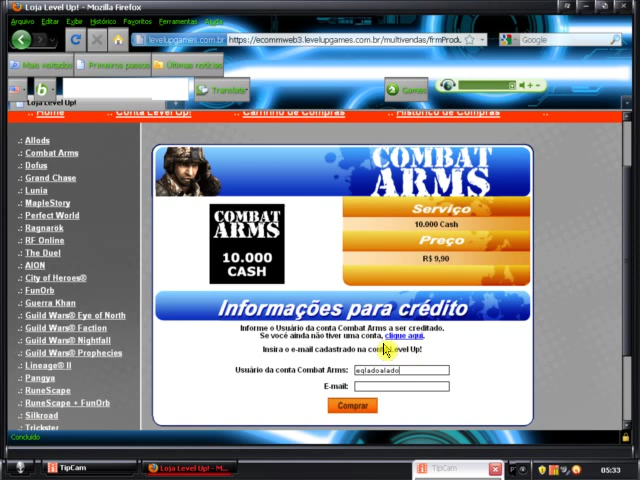 Loja Level Up! - Mozilla Firefox
Arquivo Editar Exibir Histórico Favoritos Ferramentas Ajuda
levelupgames.com.br https://ecommweb3.levelupgames.com.br/multivendas/frmProdu
Google
Mais visitados Primeiros passos Últimas notícias
b Translate Games
Loja Level Up!
:: Home :: Conta Level Up! :: Carrinho de Compras :: Histórico de Compras ::
.: Allods
.: Combat Arms
.: Dofus
.: Grand Chase
.: Lunia
.: MapleStory
.: Perfect World
.: Ragnarok
.: RF Online
.: The Duel
.: AION
.: City of Heroes®
.: FunOrb
.: Guerra Khan
.: Guild Wars® Eye of North
.: Guild Wars® Faction
.: Guild Wars® Nightfall
.: Guild Wars® Prophecies
.: Lineage® II
.: Pangya
.: RuneScape
.: RuneScape + FunOrb
.: Silkroad
.: Trickster
COMBAT
ARMS
COMBAT
ARMS
10.000
CASH
Serviço
10.000 Cash
Preço
R$ 9,90
Informações para crédito
Informe o Usuário da conta Combat Arms a ser creditado.
Se você ainda não tiver uma conta, clique aqui.
Insira o e-mail cadastrado na conta Level Up!
Usuário da conta Combat Arms: eqladoalado
E-mail:
Comprar
Concluído
TipCam Loja Level Up! - M... TipCam PT 05:33